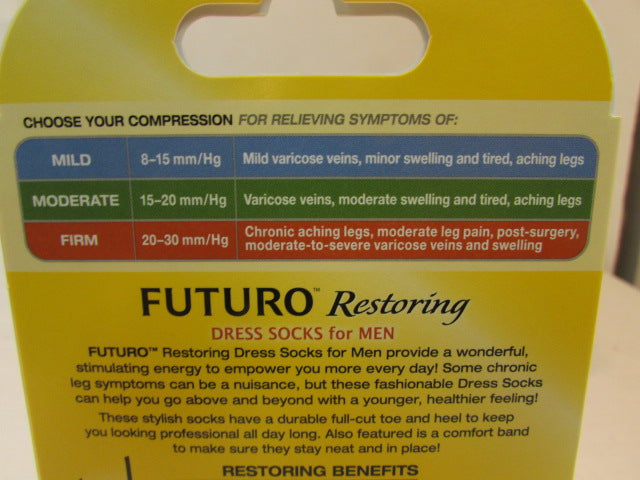 CHOOSE YOUR COMPRESSION FOR RELIEVING SYMPTOMS OF:
MILD 8–15 mm/Hg Mild varicose veins, minor swelling and tired, aching legs
MODERATE 15–20 mm/Hg Varicose veins, moderate swelling and tired, aching legs
FIRM 20–30 mm/Hg Chronic aching legs, moderate leg pain, post-surgery,
moderate-to-severe varicose veins and swelling
FUTURO™ Restoring
DRESS SOCKS for MEN
FUTURO™ Restoring Dress Socks for Men provide a wonderful,
stimulating energy to empower you more every day! Some chronic
leg symptoms can be a nuisance, but these fashionable Dress Socks
can help you go above and beyond with a younger, healthier feeling!
These stylish socks have a durable full-cut toe and heel to keep
you looking professional all day long. Also featured is a comfort band
to make sure they stay neat and in place!
RESTORING BENEFITS